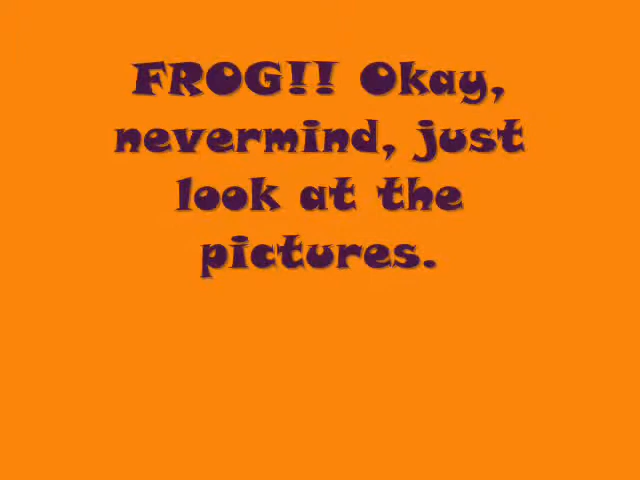 FROG!! Okay,
nevermind, just
look at the
pictures.